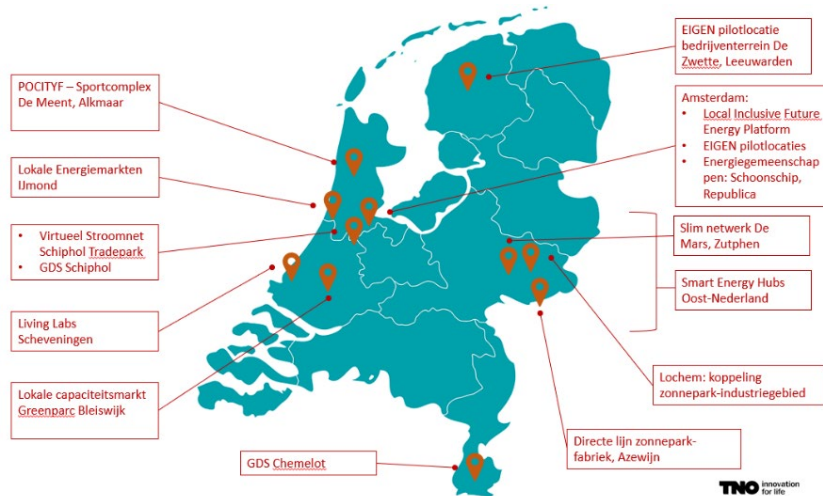 POCITYF – Sportcomplex
De Meent, Alkmaar
Lokale Energiemarkten
IJmond
• Virtueel Stroomnet
Schiphol Tradepark
• GDS Schiphol
Living Labs
Scheveningen
Lokale capaciteitsmarkt
Greenparc Bleiswijk
GDS Chemelot
EIGEN pilotlocatie
bedrijventerrein De
Zwette, Leeuwarden
Amsterdam:
• Local Inclusive Future
Energy Platform
• EIGEN pilotlocaties
• Energiegemeenschap
pen: Schoonschip,
Republica
Slim netwerk De
Mars, Zutphen
Smart Energy Hubs
Oost-Nederland
Lochem: koppeling
zonnepark-industriegebied
Directe lijn zonnepark-
fabriek, Azewijn
TNO innovation
for life